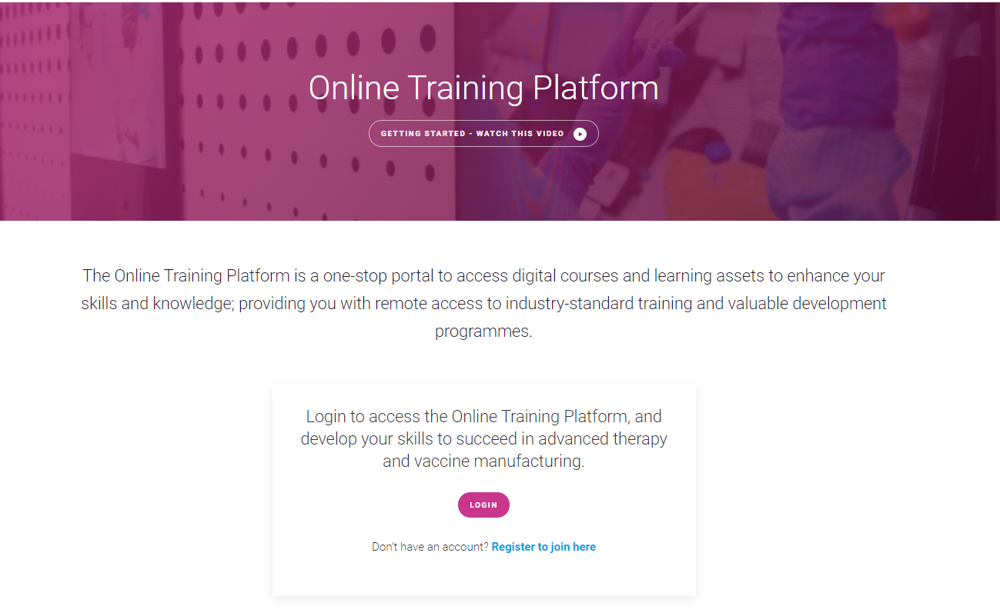 Online Training Platform
GETTING STARTED - WATCH THIS VIDEO
The Online Training Platform is a one-stop portal to access digital courses and learning assets to enhance your
skills and knowledge; providing you with remote access to industry-standard training and valuable development
programmes.
Login to access the Online Training Platform, and
develop your skills to succeed in advanced therapy
and vaccine manufacturing.
LOGIN
Don't have an account? Register to join here